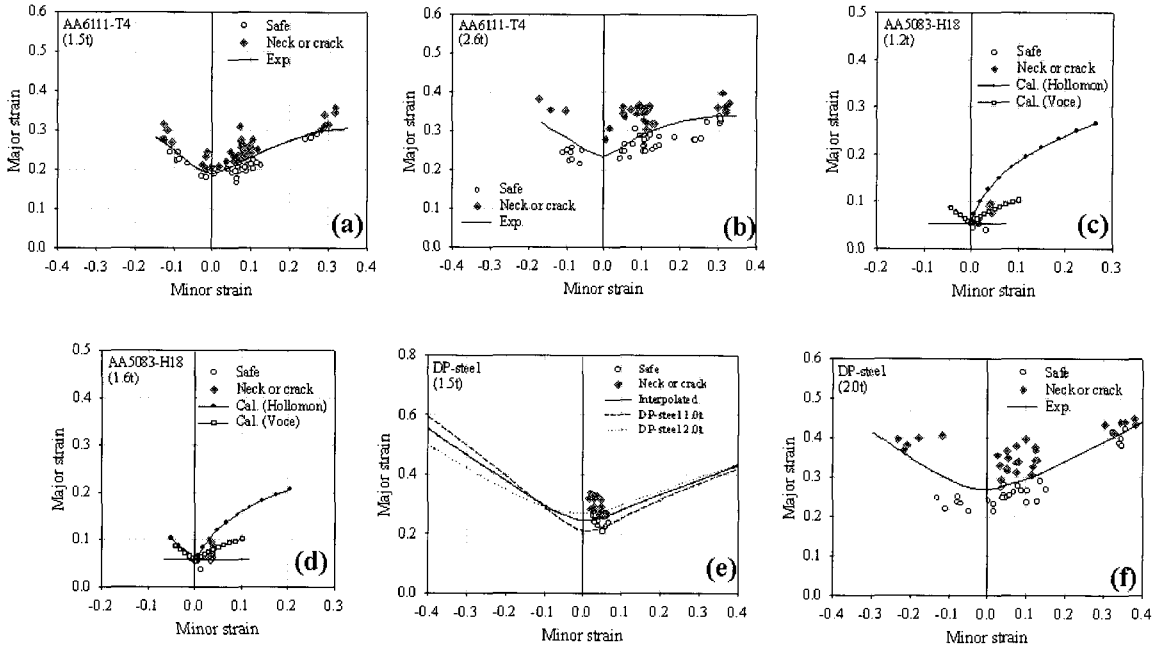 AA6111-T4
(1.5t)
Safe
Neck or crack
Exp.
(a)
0.6
0.5
0.4
0.3
0.2
0.1
0.0
-0.4 -0.3 -0.2 -0.1 0.0 0.1 0.2 0.3 0.4
Major strain
Minor strain
AA6111-T4
(2.6t)
Safe
Neck or crack
Exp.
(b)
0.6
0.5
0.4
0.3
0.2
0.1
0.0
-0.4 -0.3 -0.2 -0.1 0.0 0.1 0.2 0.3 0.4
Major strain
Minor strain
AA5083-H18
(1.2t)
Safe
Neck or crack
Cal. (Hollomon)
Cal. (Voce)
(c)
0.5
0.4
0.3
0.2
0.1
0.0
-0.2 -0.1 0.0 0.1 0.2 0.3
Major strain
Minor strain
AA5083-H18
(1.6t)
Safe
Neck or crack
Cal. (Hollomon)
Cal. (Voce)
(d)
0.5
0.4
0.3
0.2
0.1
0.0
-0.2 -0.1 0.0 0.1 0.2 0.3
Major strain
Minor strain
DP-steel
(1.5t)
Safe
Neck or crack
Interpolated
DP-steel 1.0t
DP-steel 2.0t
(e)
0.8
0.6
0.4
0.2
0.0
-0.4 -0.3 -0.2 -0.1 0.0 0.1 0.2 0.3 0.4
Major strain
Minor strain
DP-steel
(2.0t)
Safe
Neck or crack
Exp.
(f)
0.6
0.5
0.4
0.3
0.2
0.1
0.0
-0.4 -0.3 -0.2 -0.1 0.0 0.1 0.2 0.3 0.4
Major strain
Minor strain